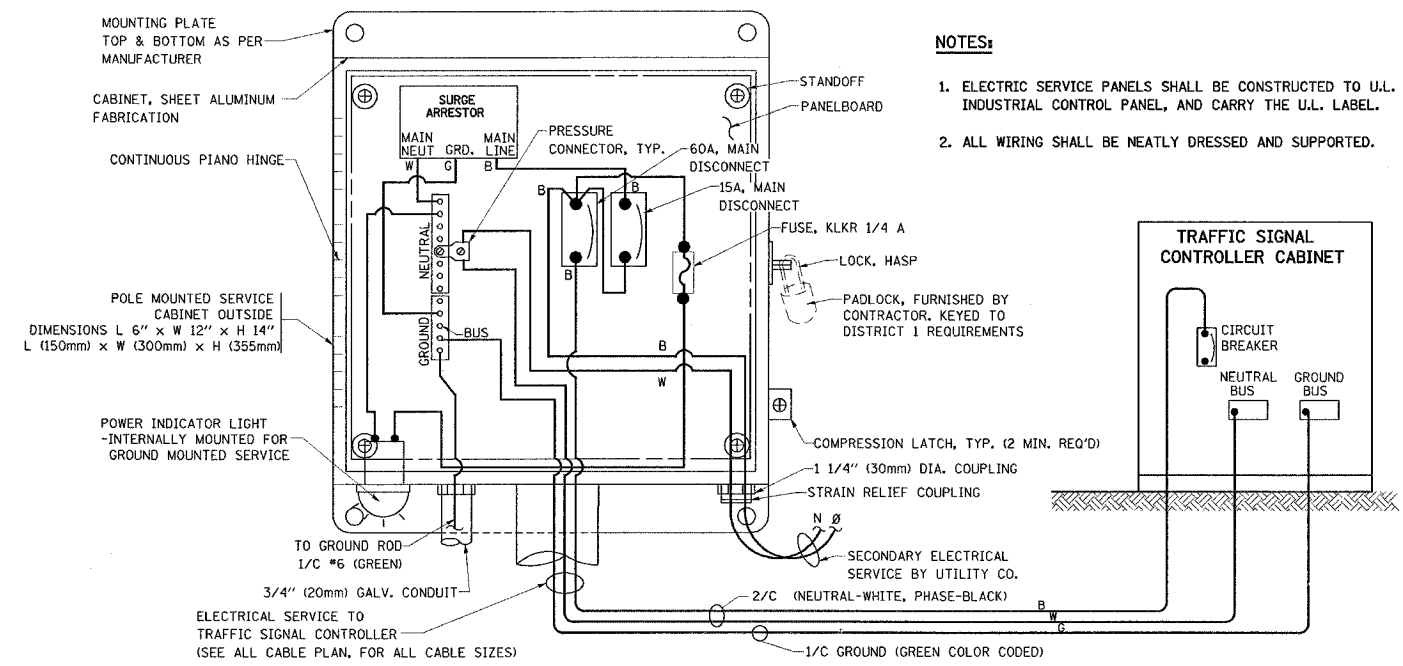 MOUNTING PLATE
TOP & BOTTOM AS PER
MANUFACTURER
CABINET, SHEET ALUMINUM
FABRICATION
CONTINUOUS PIANO HINGE
POLE MOUNTED SERVICE
CABINET OUTSIDE
DIMENSIONS L 6" x W 12" x H 14"
L (150mm) x W (300mm) x H (355mm)
POWER INDICATOR LIGHT
-INTERNALLY MOUNTED FOR
GROUND MOUNTED SERVICE
SURGE
ARRESTOR
MAIN
NEUT
GRD.
MAIN
LINE
W
G
B
NEUTRAL
GROUND
BUS
PRESSURE
CONNECTOR, TYP.
B
B
B
B
W
STANDOFF
PANELBOARD
60A, MAIN
DISCONNECT
15A, MAIN
DISCONNECT
FUSE, KLKR 1/4 A
LOCK, HASP
PADLOCK, FURNISHED BY
CONTRACTOR. KEYED TO
DISTRICT 1 REQUIREMENTS
COMPRESSION LATCH, TYP. (2 MIN. REQ'D)
1 1/4" (30mm) DIA. COUPLING
STRAIN RELIEF COUPLING
N Ø
SECONDARY ELECTRICAL
SERVICE BY UTILITY CO.
TO GROUND ROD
1/C #6 (GREEN)
3/4" (20mm) GALV. CONDUIT
ELECTRICAL SERVICE TO
TRAFFIC SIGNAL CONTROLLER
(SEE ALL CABLE PLAN, FOR ALL CABLE SIZES)
2/C (NEUTRAL-WHITE, PHASE-BLACK)
B
W
G
1/C GROUND (GREEN COLOR CODED)
NOTES:
1. ELECTRIC SERVICE PANELS SHALL BE CONSTRUCTED TO U.L.
INDUSTRIAL CONTROL PANEL, AND CARRY THE U.L. LABEL.
2. ALL WIRING SHALL BE NEATLY DRESSED AND SUPPORTED.
TRAFFIC SIGNAL
CONTROLLER CABINET
CIRCUIT
BREAKER
NEUTRAL
BUS
GROUND
BUS